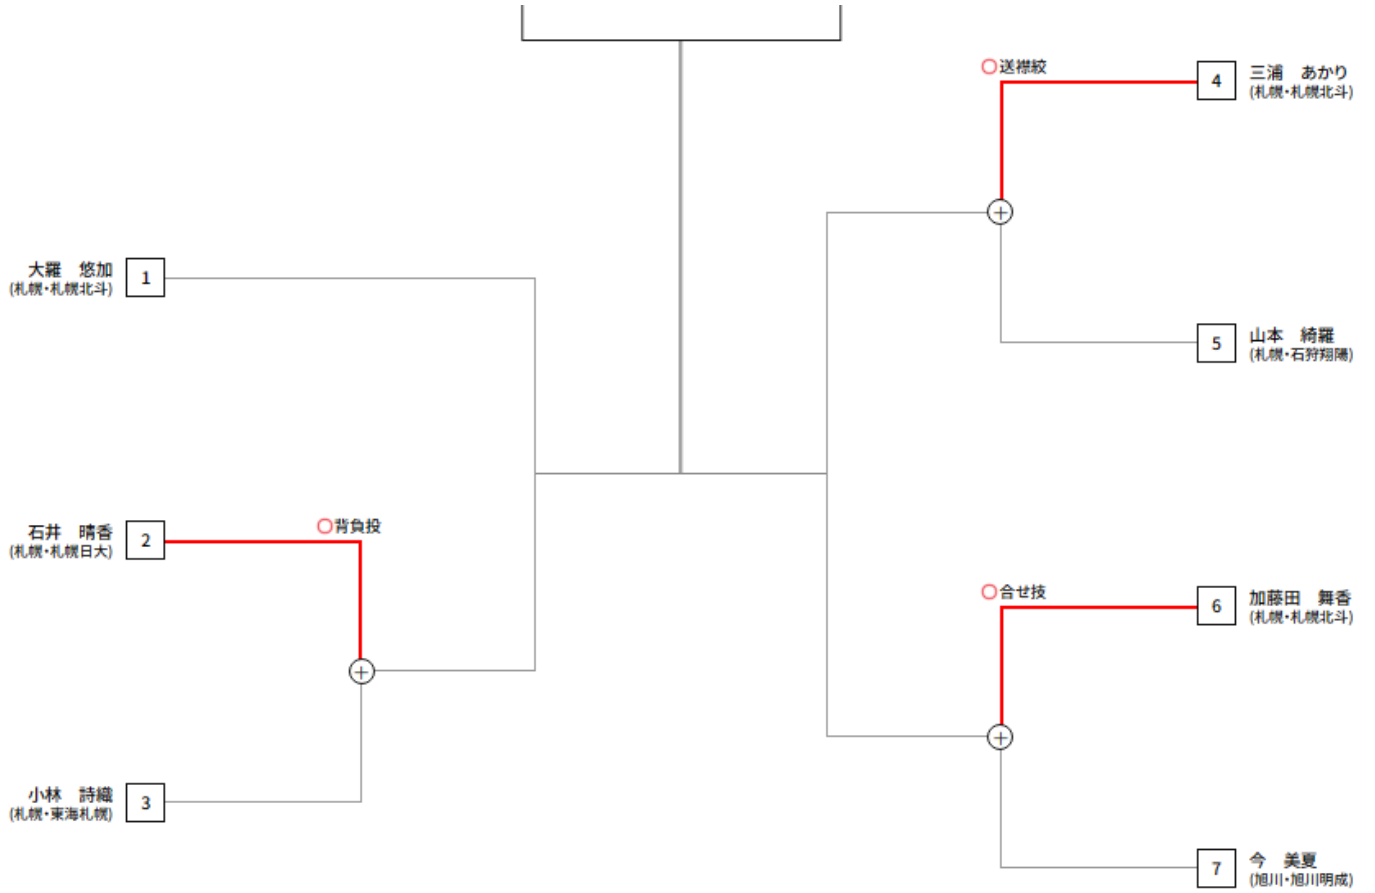 大羅　悠加
(札幌・札幌北斗)
1
石井　晴香
(札幌・札幌日大)
2
○背負投
小林　詩織
(札幌・東海札幌)
3
○送襟絞
4
三浦　あかり
(札幌・札幌北斗)
5
山本　綺羅
(札幌・石狩翔陽)
○合せ技
6
加藤田　舞香
(札幌・札幌北斗)
7
今　美夏
(旭川・旭川明成)